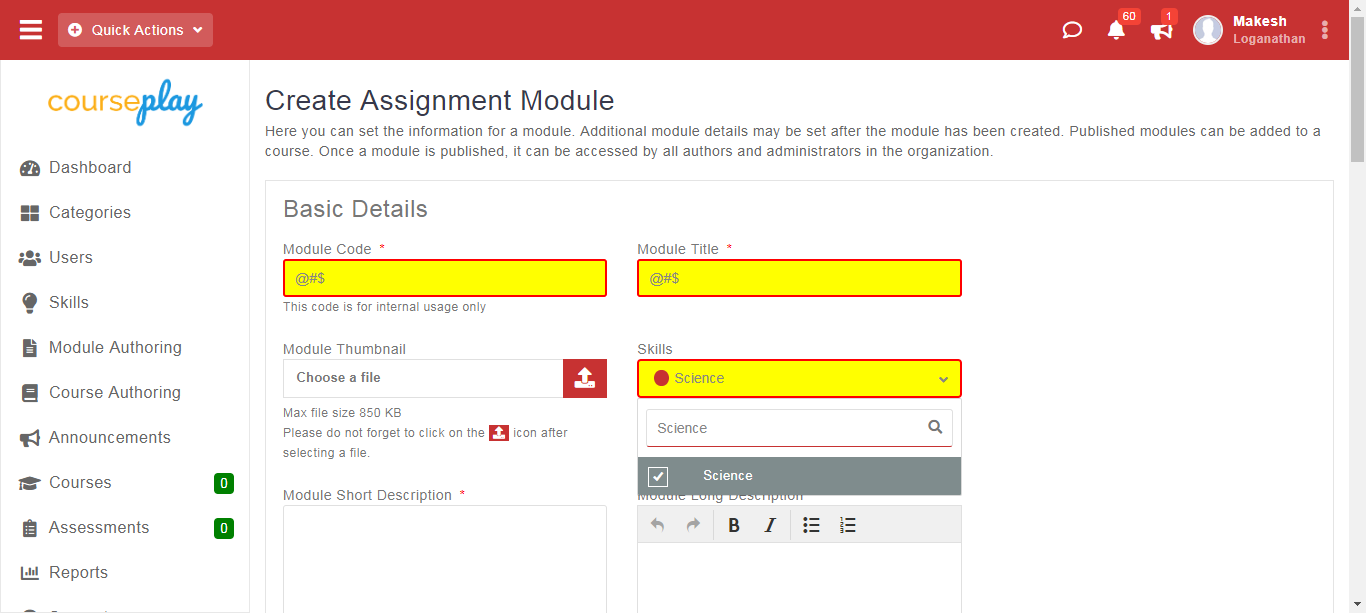 Quick Actions
60
1
Makesh
Loganathan
courseplay
Dashboard
Categories
Users
Skills
Module Authoring
Course Authoring
Announcements
Courses 0
Assessments 0
Reports
Create Assignment Module
Here you can set the information for a module. Additional module details may be set after the module has been created. Published modules can be added to a
course. Once a module is published, it can be accessed by all authors and administrators in the organization.
Basic Details
Module Code *
@#$
This code is for internal usage only
Module Title *
@#$
Module Thumbnail
Choose a file
Max file size 850 KB
Please do not forget to click on the icon after
selecting a file.
Skills
Science
Science
Science
Module Short Description *
Module Long Description
B I